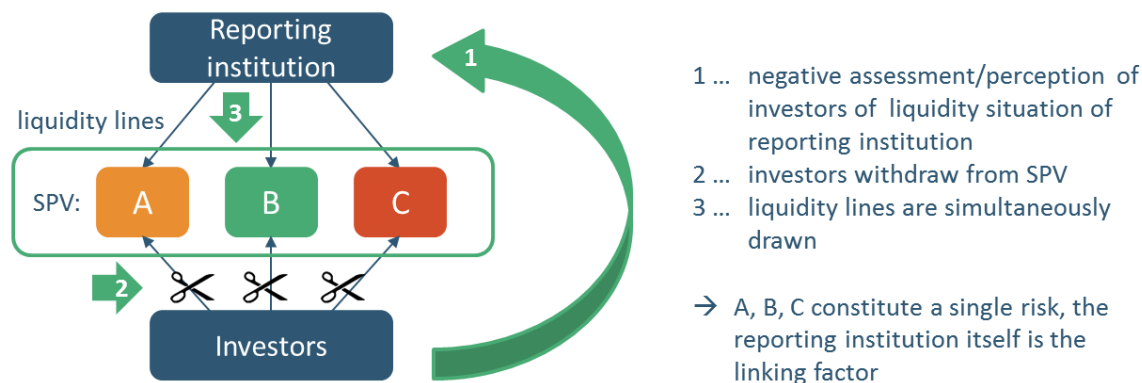 Reporting
institution
1
liquidity lines
3
SPV:
A
B
C
2
Investors
1 ... negative assessment/perception of
investors of liquidity situation of
reporting institution
2 ... investors withdraw from SPV
3 ... liquidity lines are simultaneously
drawn
→ A, B, C constitute a single risk, the
reporting institution itself is the
linking factor